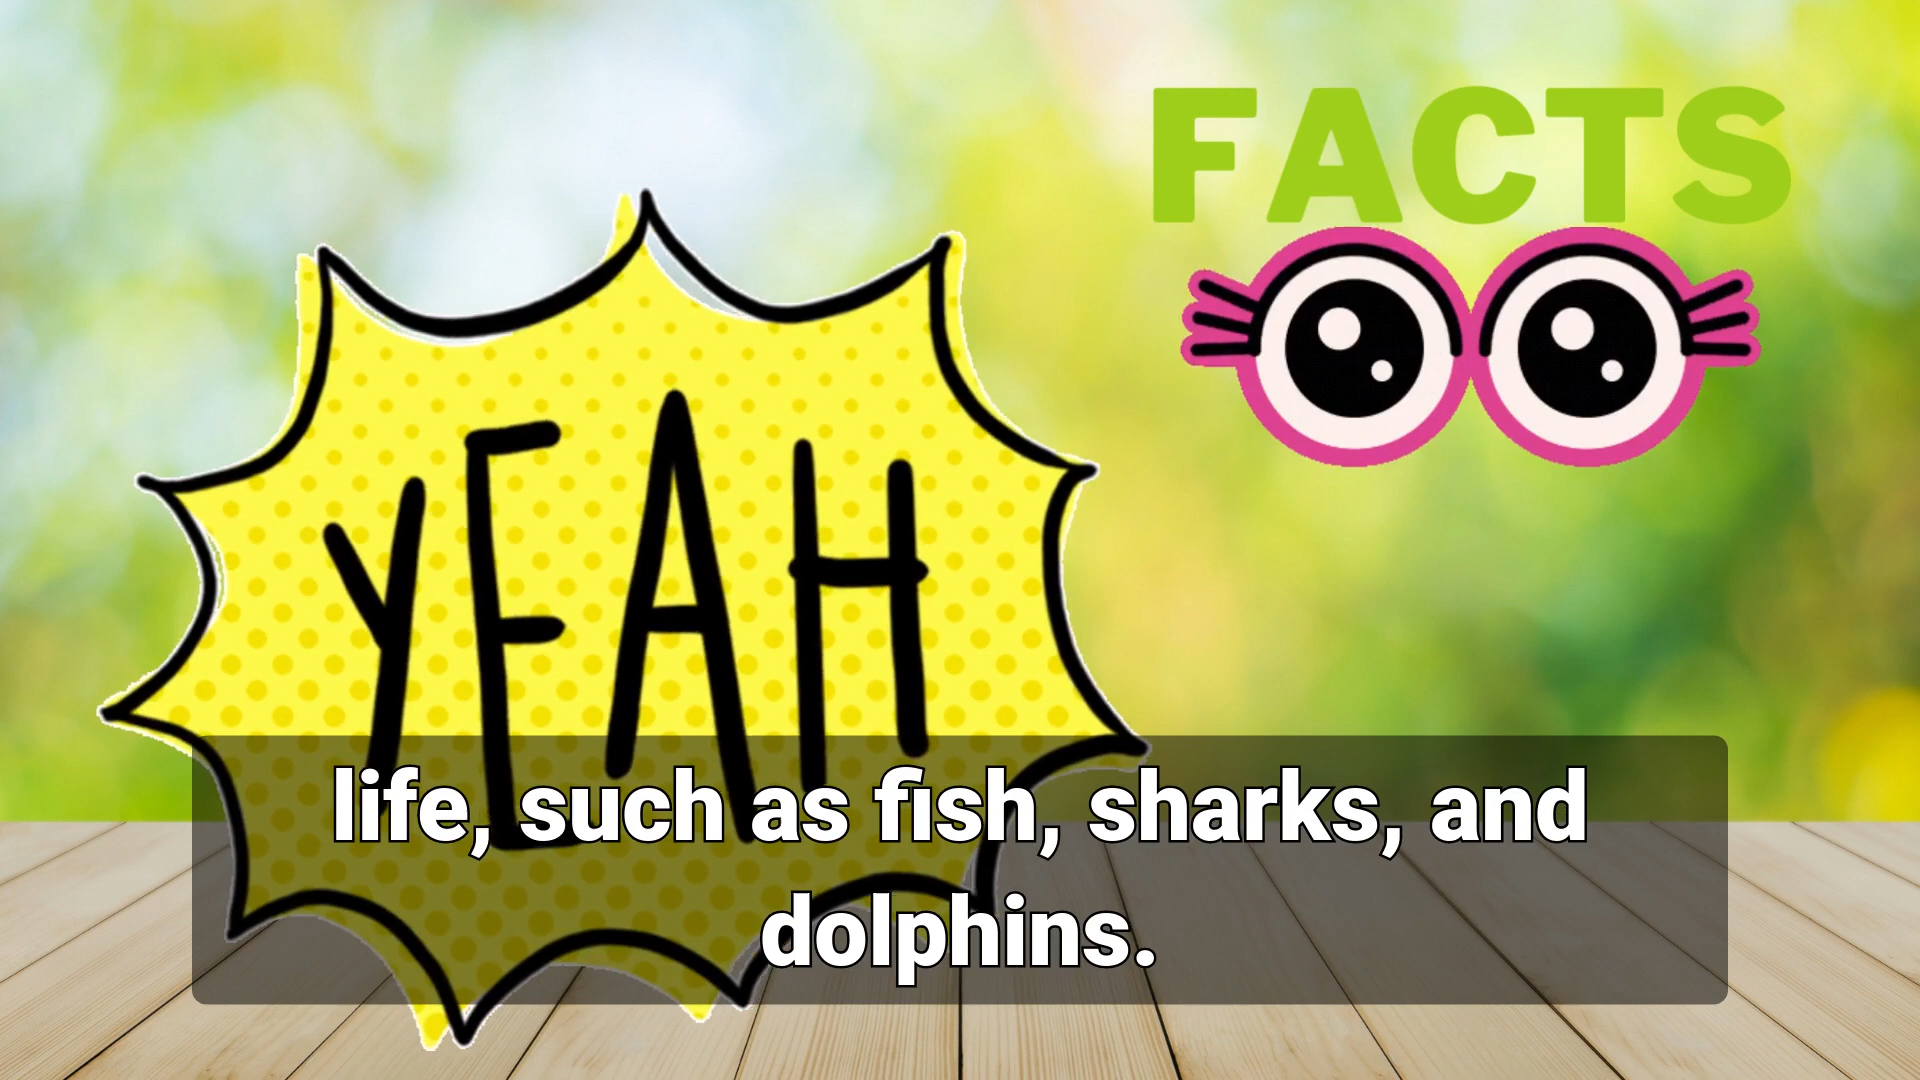 FACTS
YEAH
life, such as fish, sharks, and
dolphins.